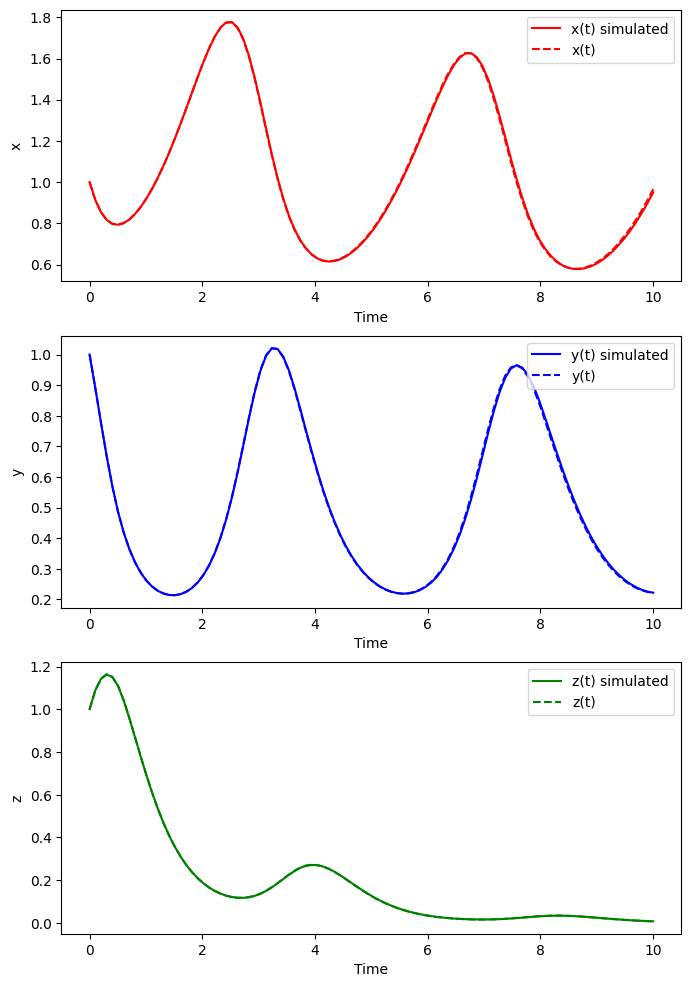 1.8
1.6
1.4
1.2
1.0
0.8
0.6
x
x(t) simulated
x(t)
0 2 4 6 8 10
Time
1.0
0.9
0.8
0.7
0.6
0.5
0.4
0.3
0.2
y
y(t) simulated
y(t)
0 2 4 6 8 10
Time
1.2
1.0
0.8
0.6
0.4
0.2
0.0
z
z(t) simulated
z(t)
0 2 4 6 8 10
Time